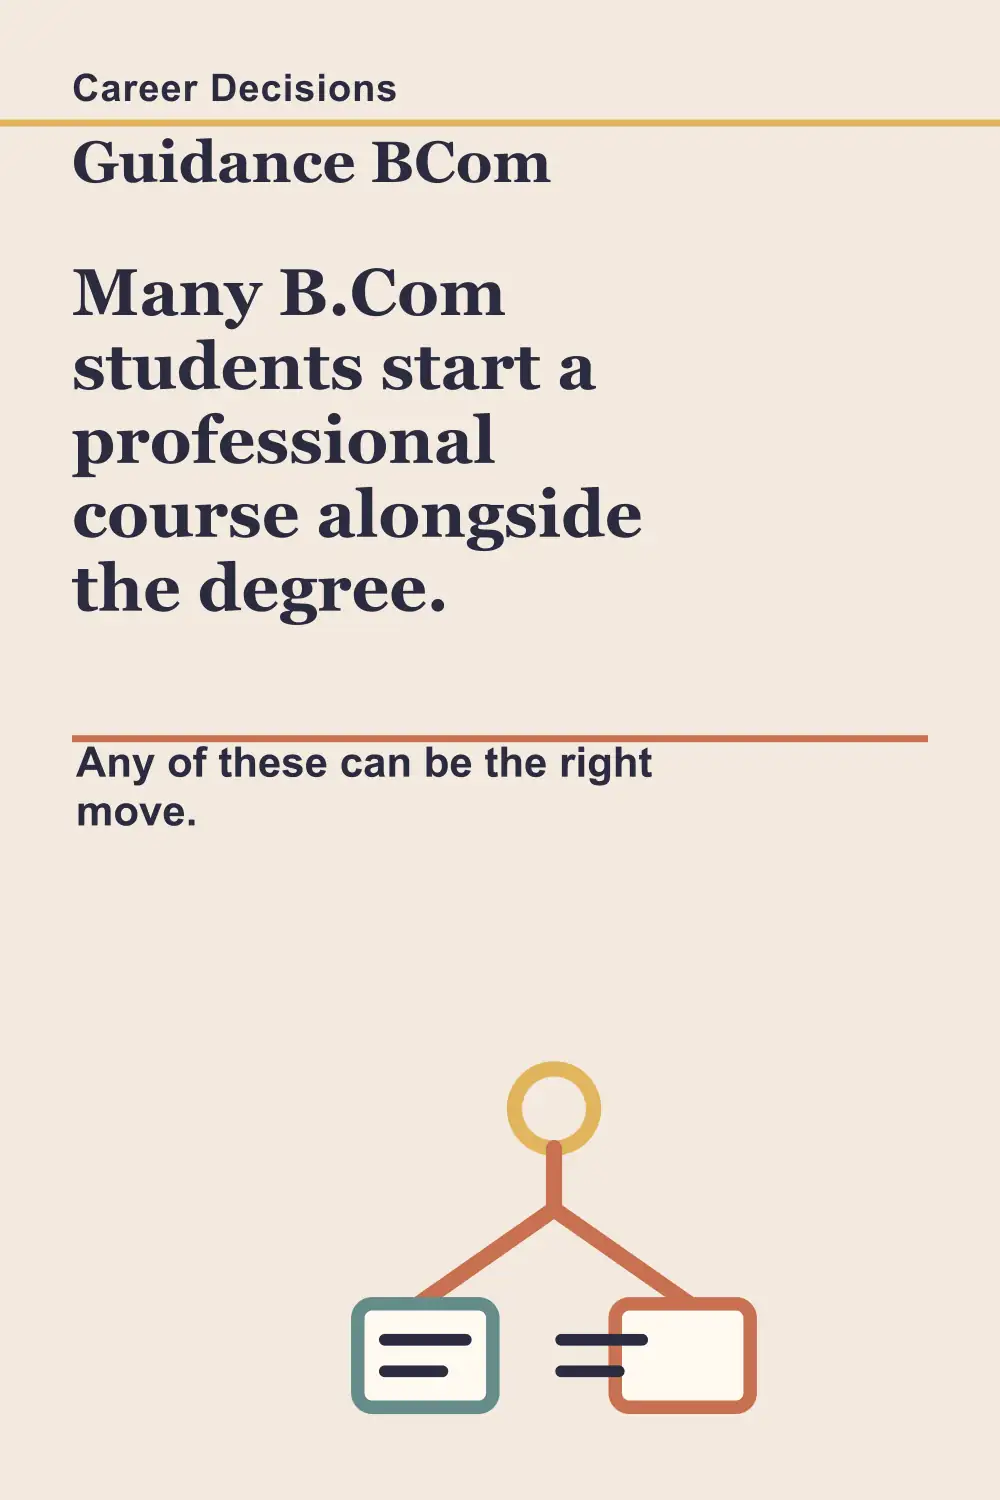 Career Decisions
Guidance BCom
Many B.Com
students start a
professional
course alongside
the degree.
Any of these can be the right
move.